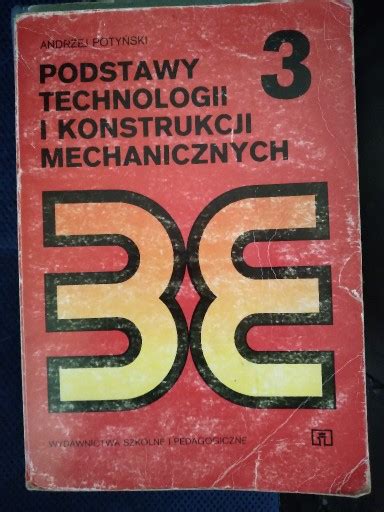 ANDRZEJ POTYŃSKI
3
PODSTAWY
TECHNOLOGII
I KONSTRUKCJI
MECHANICZNYCH
WYDAWNICTWA SZKOLNE I PEDAGOGICZNE